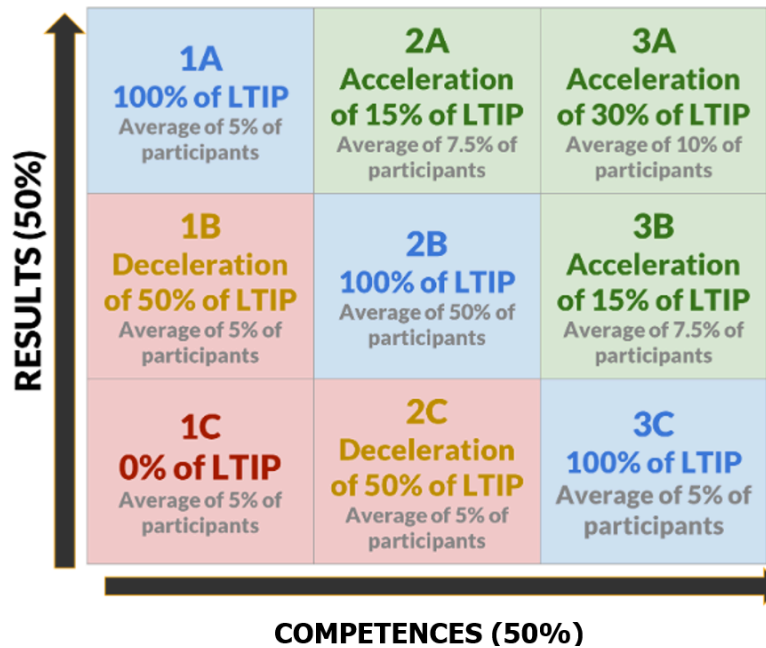 RESULTS (50%)
1A
100% of LTIP
Average of 5% of
participants
2A
Acceleration
of 15% of LTIP
Average of 7.5% of
participants
3A
Acceleration
of 30% of LTIP
Average of 10% of
participants
1B
Deceleration
of 50% of LTIP
Average of 5% of
participants
2B
100% of LTIP
Average of 50% of
participants
3B
Acceleration
of 15% of LTIP
Average of 7.5% of
participants
1C
0% of LTIP
Average of 5% of
participants
2C
Deceleration
of 50% of LTIP
Average of 5% of
participants
3C
100% of LTIP
Average of 5% of
participants
COMPETENCES (50%)